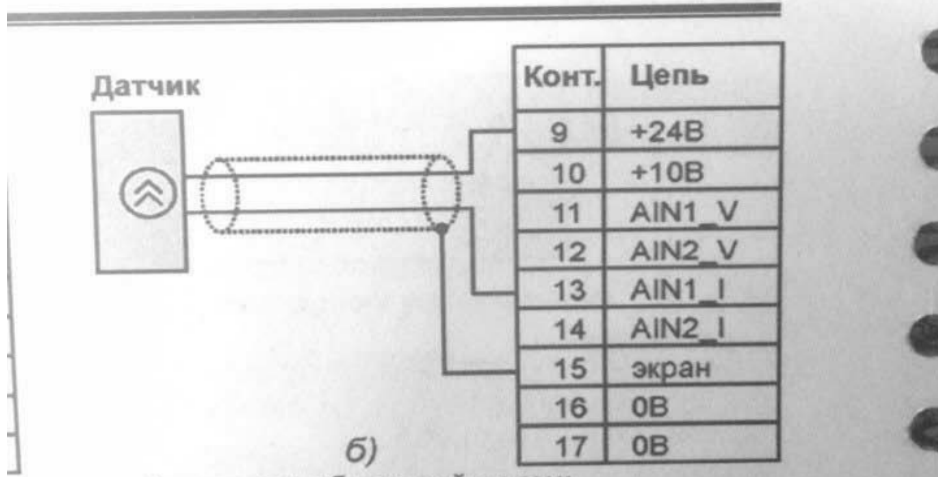 Датчик
Конт. Цепь
9 +24В
10 +10В
11 AIN1_V
12 AIN2_V
13 AIN1_I
14 AIN2_I
15 экран
16 0В
17 0В
б)